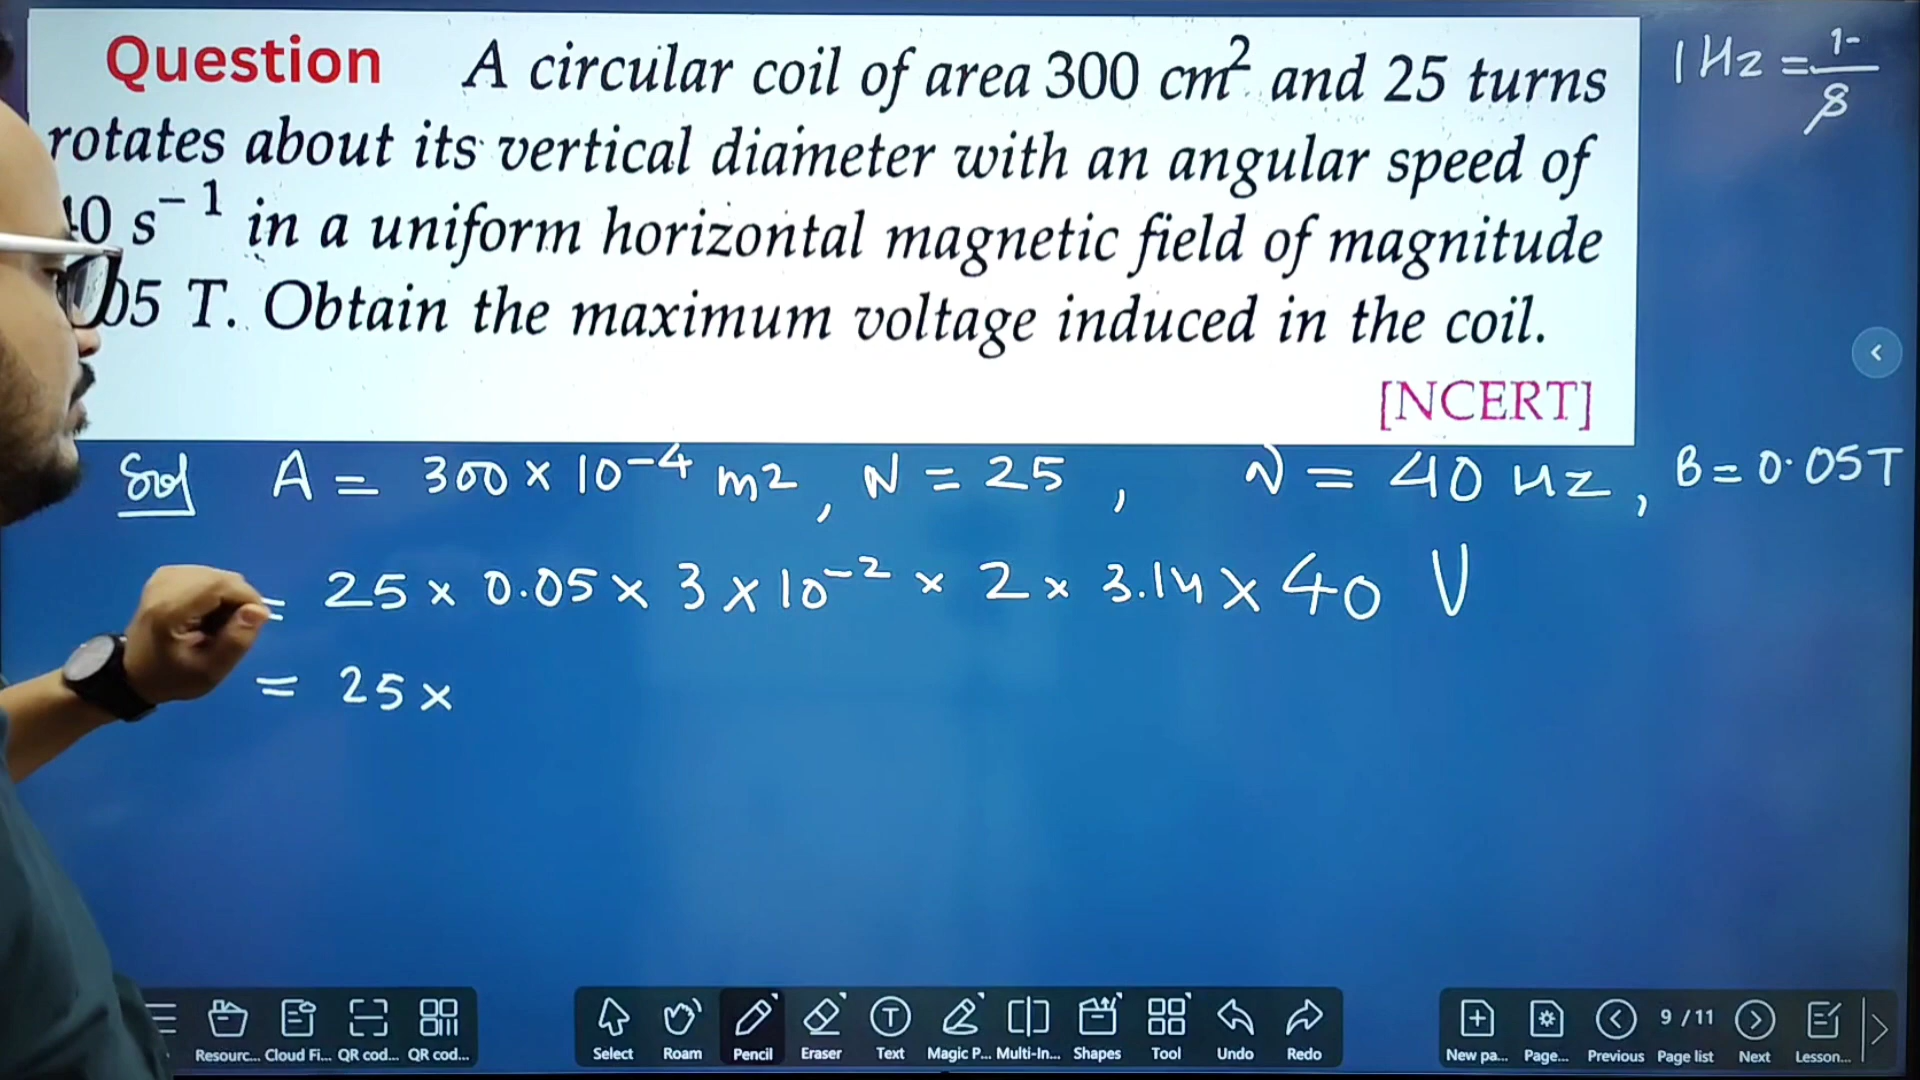 Question A circular coil of area 300 cm² and 25 turns
rotates about its vertical diameter with an angular speed of
40 s⁻¹ in a uniform horizontal magnetic field of magnitude
05 T. Obtain the maximum voltage induced in the coil.
[NCERT]
1 Hz = 1/s
Sol A = 300 × 10⁻⁴ m², N = 25, ν = 40 Hz, B = 0.05T
= 25 × 0.05 × 3 × 10⁻² × 2 × 3.14 × 40 V
= 25 ×
Resourc... Cloud Fi... QR cod... QR cod...
Select Roam Pencil Eraser Text Magic P... Multi-In... Shapes Tool Undo Redo
New pa... Page... Previous 9 / 11 Page list Next Lesson...